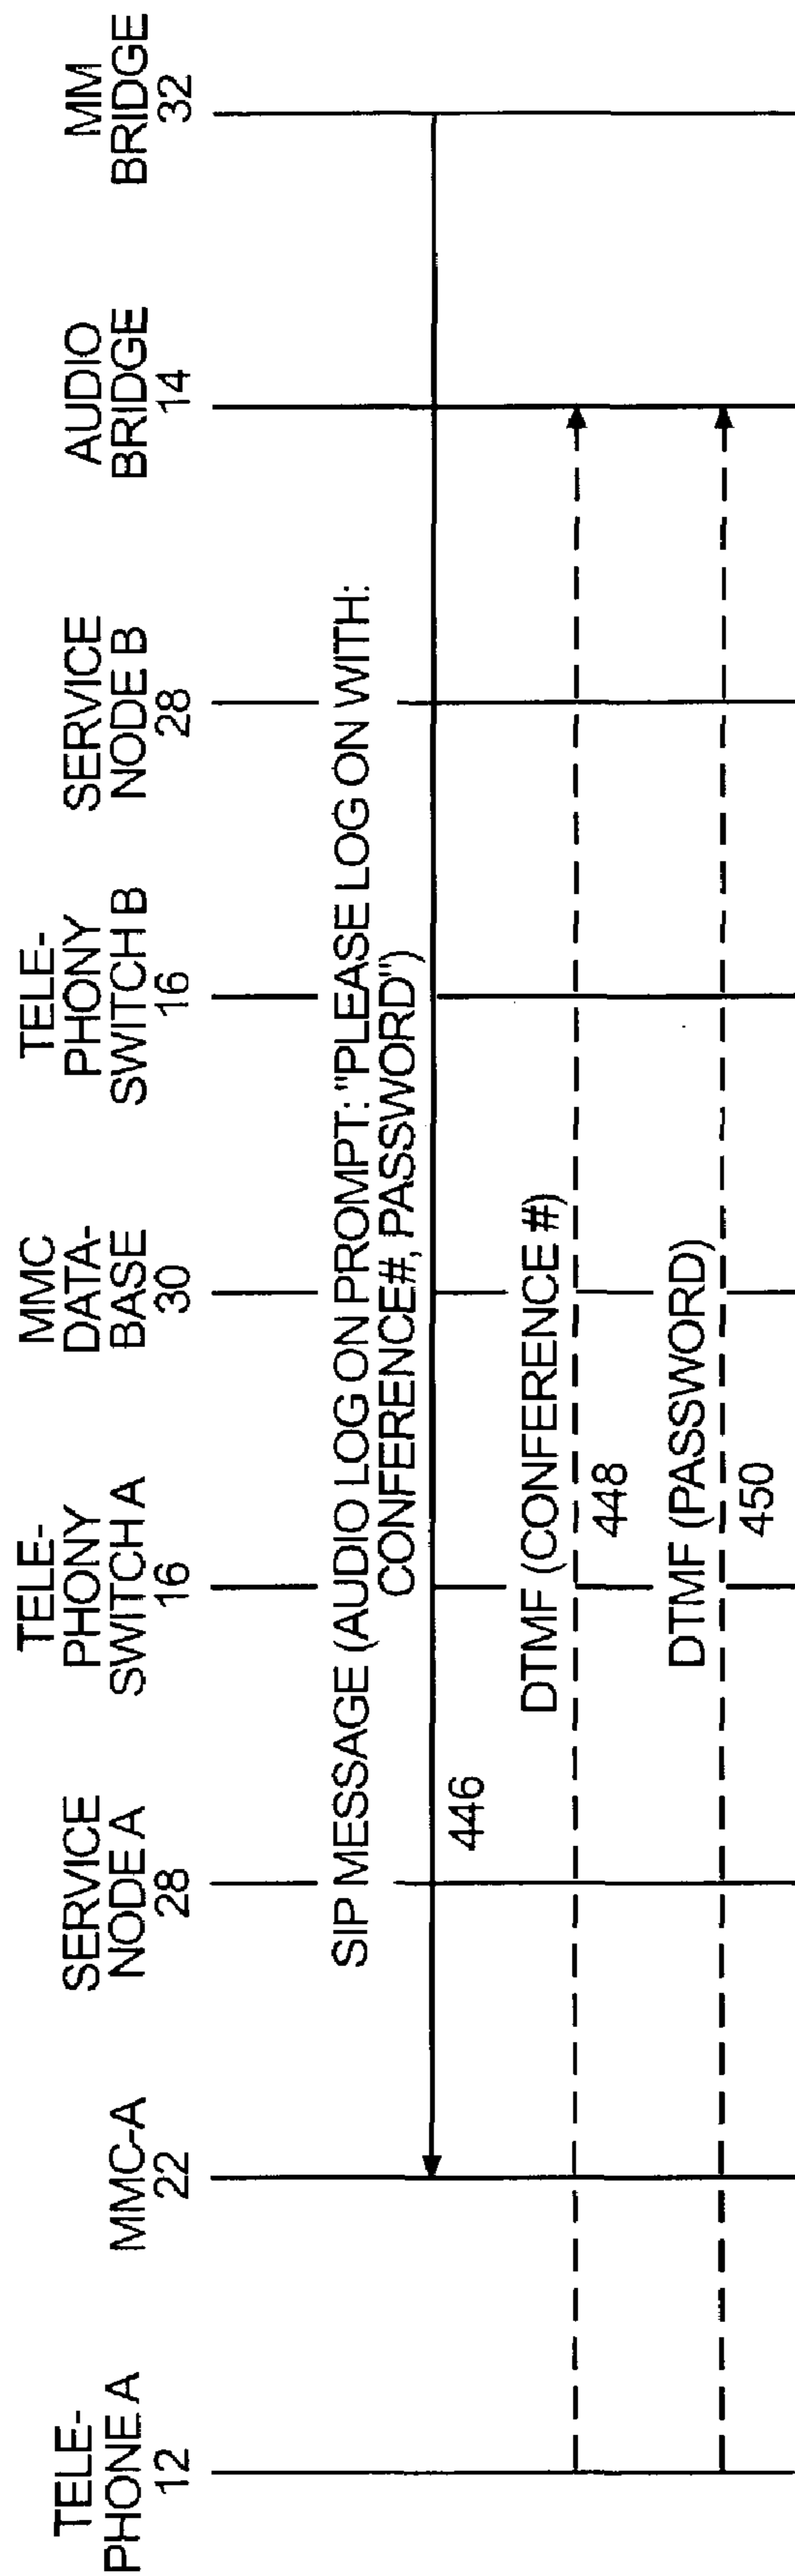 TELE-
PHONE A
12
MMC-A
22
SERVICE
NODE A
28
TELE-
PHONY
SWITCH A
16
MMC
DATA-
BASE
30
TELE-
PHONY
SWITCH B
16
SERVICE
NODE B
28
AUDIO
BRIDGE
14
MM
BRIDGE
32
SIP MESSAGE (AUDIO LOG ON PROMPT: "PLEASE LOG ON WITH:
CONFERENCE#, PASSWORD")
446
DTMF (CONFERENCE #)
448
DTMF (PASSWORD)
450